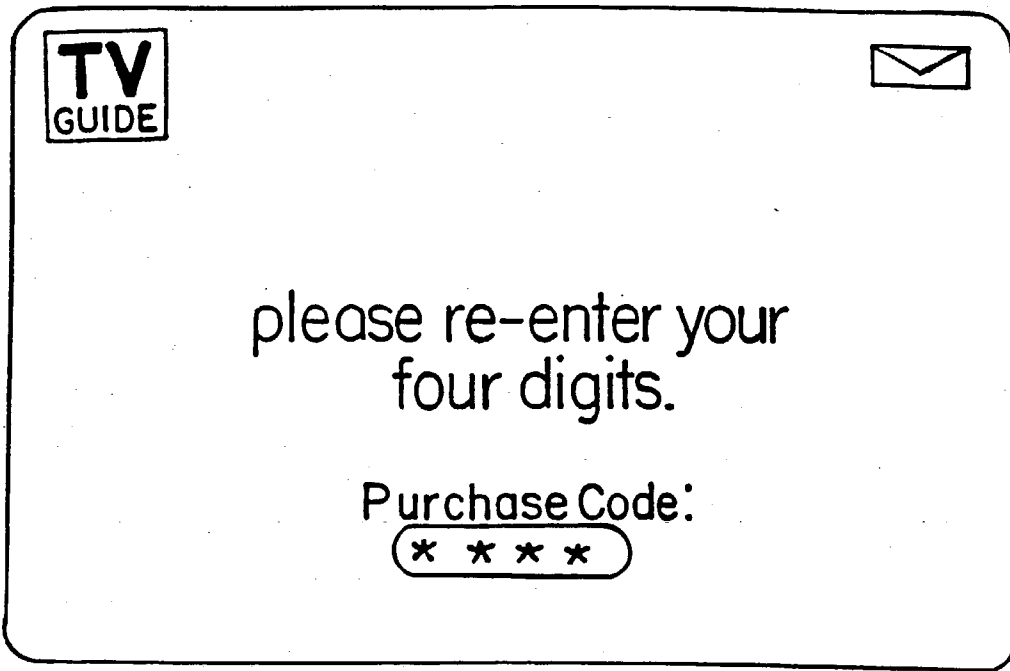 TV
GUIDE
please re-enter your
four digits.
Purchase Code:
* * * *